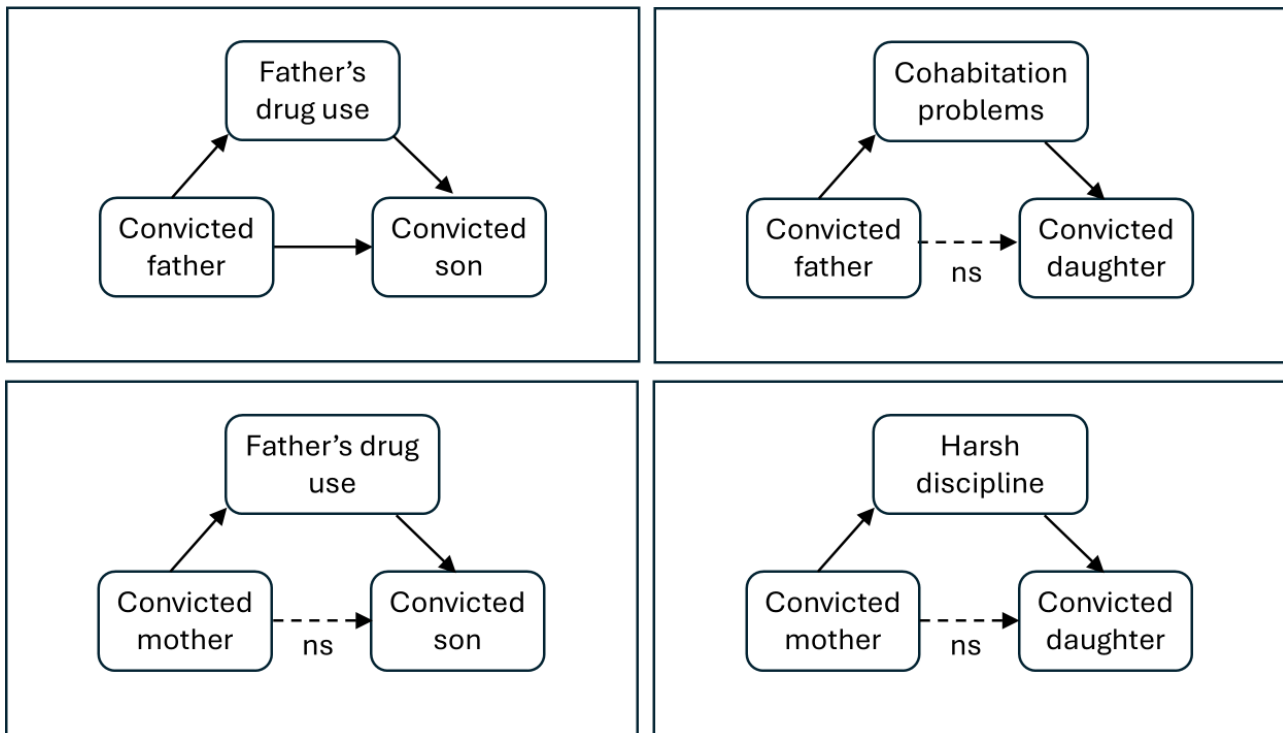 Father's
drug use
Convicted
father
Convicted
son
Cohabitation
problems
Convicted
father
ns
Convicted
daughter
Father's drug
use
Convicted
mother
ns
Convicted
son
Harsh
discipline
Convicted
mother
ns
Convicted
daughter